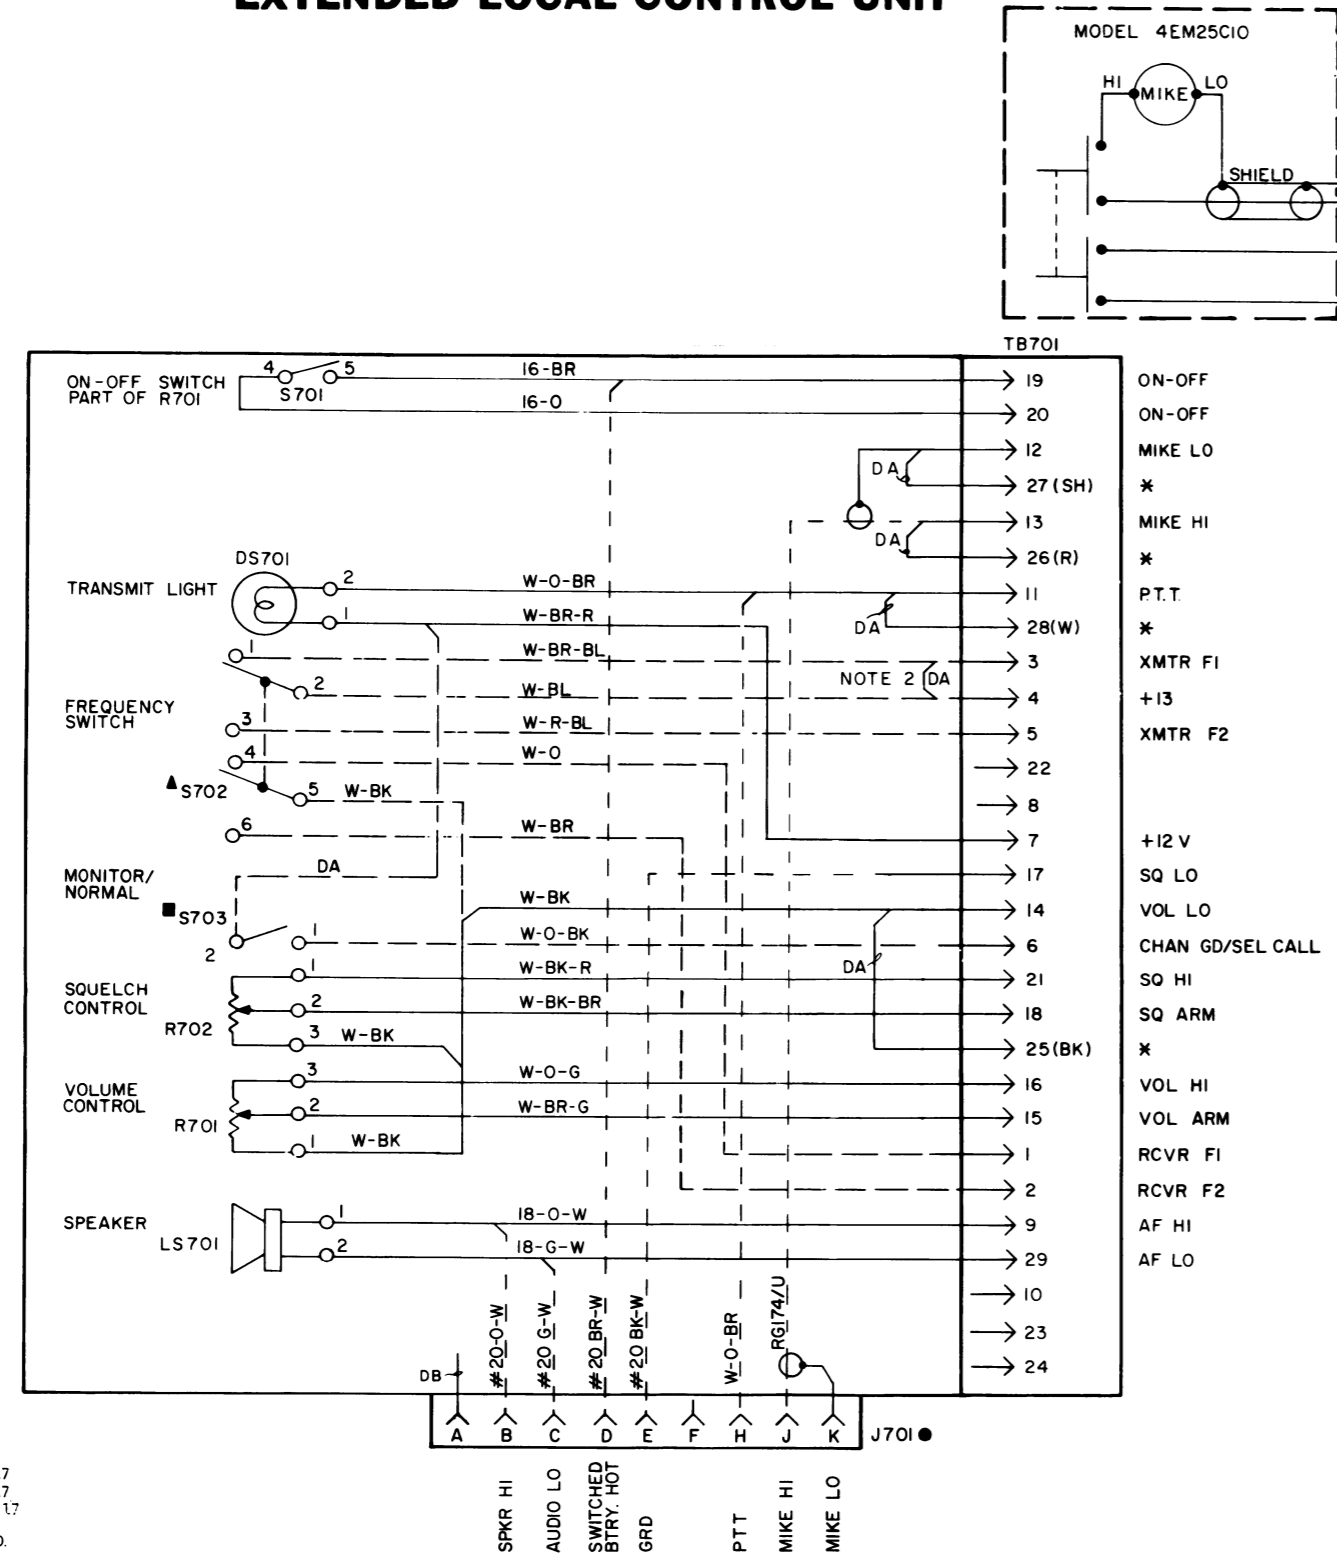 EXTENDED LOCAL CONTROL UNIT
MODEL 4EM25C10
HI
MIKE
LO
SHIELD
TB701
ON-OFF SWITCH
PART OF R701
4
5
S701
16-BR
19
ON-OFF
16-O
20
ON-OFF
12
MIKE LO
DA
27(SH)
*
13
MIKE HI
DA
26(R)
*
DS701
TRANSMIT LIGHT
2
W-O-BR
11
P.T.T.
1
W-BR-R
DA
28(W)
*
1
W-BR-BL
3
XMTR F1
NOTE 2
DA
2
W-BL
4
+13
FREQUENCY
SWITCH
3
W-R-BL
5
XMTR F2
4
W-O
22
▲S702
5
W-BK
8
6
W-BR
7
+12 V
MONITOR/
NORMAL
DA
17
SQ LO
■S703
W-BK
14
VOL LO
2
1
W-O-BK
6
CHAN GD/SEL CALL
DA
1
W-BK-R
21
SQ HI
SQUELCH
CONTROL
2
W-BK-BR
18
SQ ARM
R702
3
W-BK
25(BK)
*
VOLUME
CONTROL
3
W-O-G
16
VOL HI
R701
2
W-BR-G
15
VOL ARM
1
W-BK
1
RCVR F1
2
RCVR F2
SPEAKER
LS701
1
18-O-W
9
AF HI
2
18-G-W
29
AF LO
10
23
24
DB
#20-O-W
#20 G-W
#20 BR-W
#20 BK-W
W-O-BR
RG174/U
A
B
C
D
E
F
H
J
K
J701●
SPKR HI
AUDIO LO
SWITCHED
BTRY. HOT
GRD
PTT
MIKE HI
MIKE LO
7
7
17